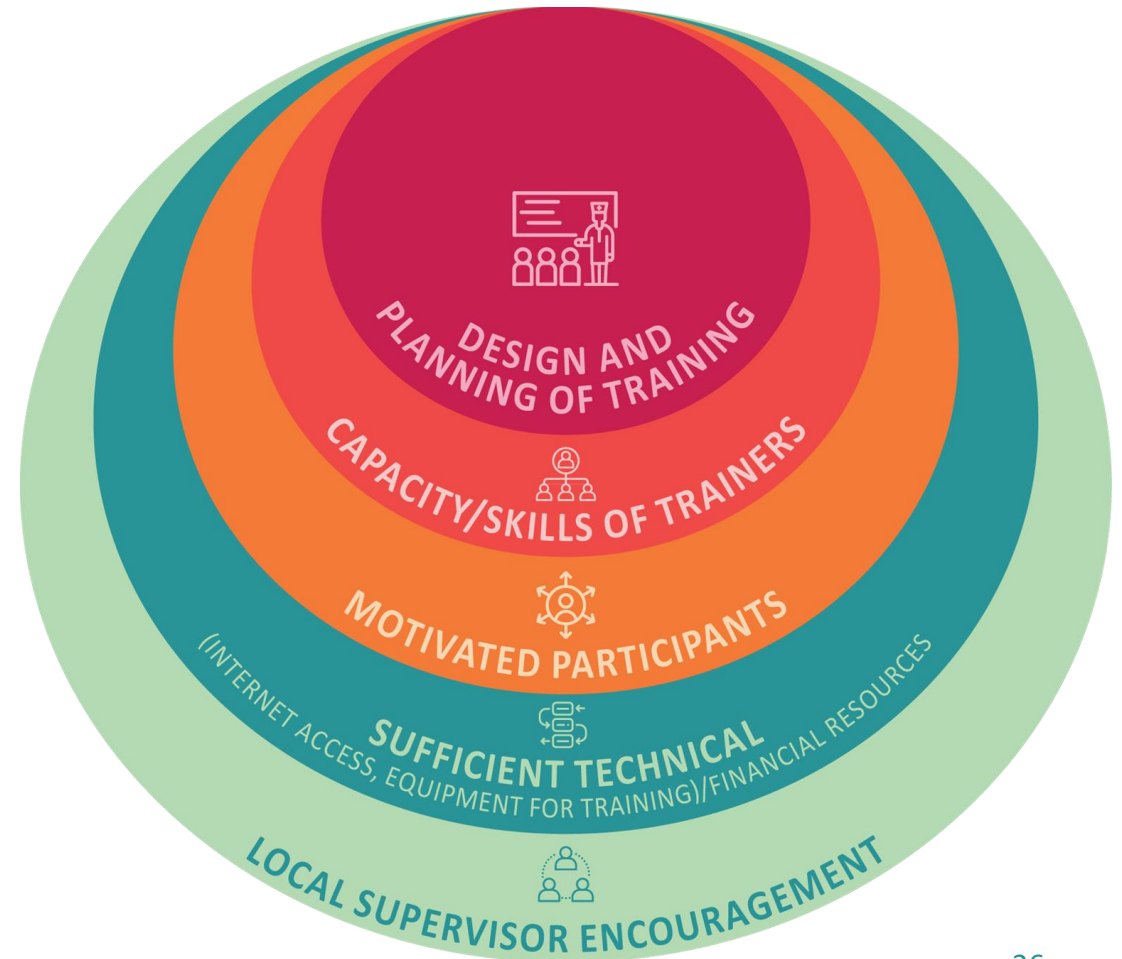 DESIGN AND
PLANNING OF TRAINING
CAPACITY/SKILLS OF TRAINERS
MOTIVATED PARTICIPANTS
SUFFICIENT TECHNICAL
(INTERNET ACCESS, EQUIPMENT FOR TRAINING)/FINANCIAL RESOURCES
LOCAL SUPERVISOR ENCOURAGEMENT